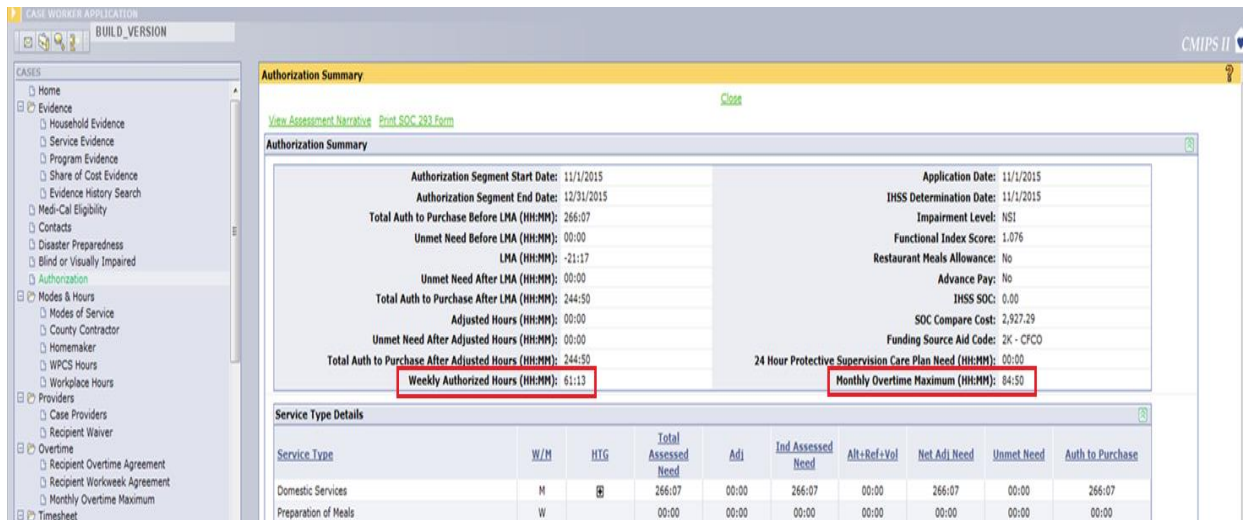 CASE WORKER APPLICATION
BUILD_VERSION
CMIPS II
CASES
Home
Evidence
Household Evidence
Service Evidence
Program Evidence
Share of Cost Evidence
Evidence History Search
Medi-Cal Eligibility
Contacts
Disaster Preparedness
Blind or Visually Impaired
Authorization
Modes & Hours
Modes of Service
County Contractor
Homemaker
WPCS Hours
Workplace Hours
Providers
Case Providers
Recipient Waiver
Overtime
Recipient Overtime Agreement
Recipient Workweek Agreement
Monthly Overtime Maximum
Timesheet
Authorization Summary
?
Close
View Assessment Narrative Print SOC 293 Form
Authorization Summary
Authorization Segment Start Date: 11/1/2015 Application Date: 11/1/2015
Authorization Segment End Date: 12/31/2015 IHSS Determination Date: 11/1/2015
Total Auth to Purchase Before LMA (HH:MM): 266:07 Impairment Level: NSI
Unmet Need Before LMA (HH:MM): 00:00 Functional Index Score: 1.076
LMA (HH:MM): -21:17 Restaurant Meals Allowance: No
Unmet Need After LMA (HH:MM): 00:00 Advance Pay: No
Total Auth to Purchase After LMA (HH:MM): 244:50 IHSS SOC: 0.00
Adjusted Hours (HH:MM): 00:00 SOC Compare Cost: 2,927.29
Unmet Need After Adjusted Hours (HH:MM): 00:00 Funding Source Aid Code: 2K - CFCO
Total Auth to Purchase After Adjusted Hours (HH:MM): 244:50 24 Hour Protective Supervision Care Plan Need (HH:MM): 00:00
Weekly Authorized Hours (HH:MM): 61:13 Monthly Overtime Maximum (HH:MM): 84:50
Service Type Details
Service Type W/M HTG Total Assessed Need Adj Ind Assessed Need Alt+Ref+Vol Net Adj Need Unmet Need Auth to Purchase
Domestic Services M 266:07 00:00 266:07 00:00 266:07 00:00 266:07
Preparation of Meals W 00:00 00:00 00:00 00:00 00:00 00:00 00:00